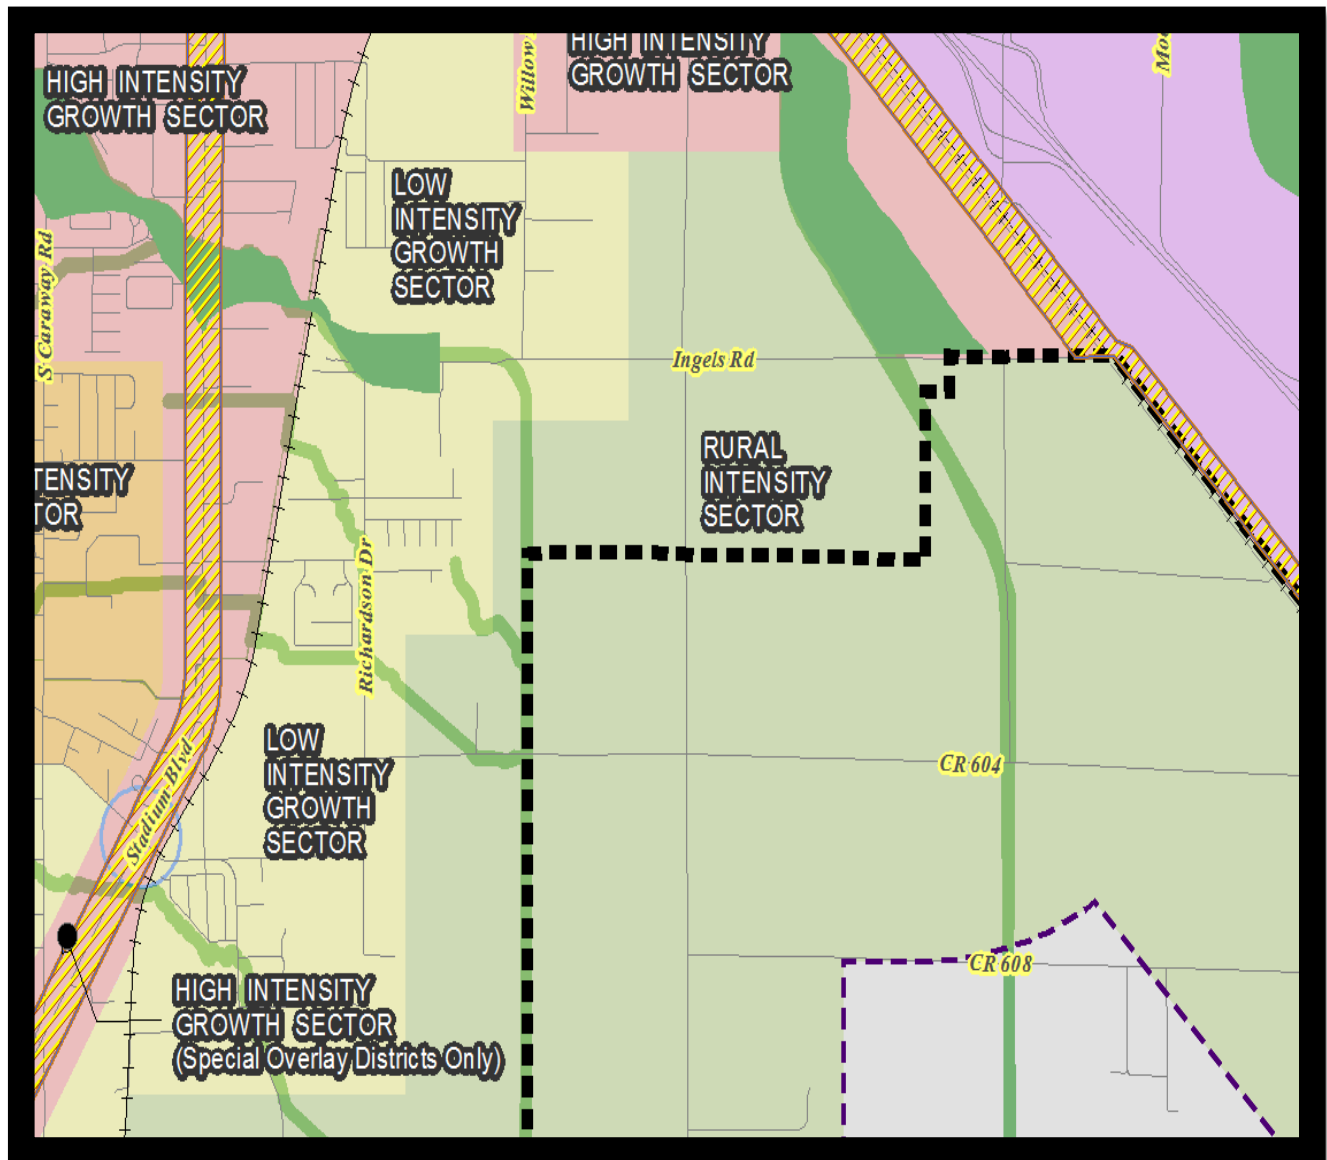 HIGH INTENSITY
GROWTH SECTOR
Willow
HIGH INTENSITY
GROWTH SECTOR
LOW
INTENSITY
GROWTH
SECTOR
S Caraway Rd
Ingels Rd
RURAL
INTENSITY
SECTOR
TENSITY
TOR
Richardson Dr
LOW
INTENSITY
GROWTH
SECTOR
Stadium Blvd
CR 604
CR 608
HIGH INTENSITY
GROWTH SECTOR
(Special Overlay Districts Only)